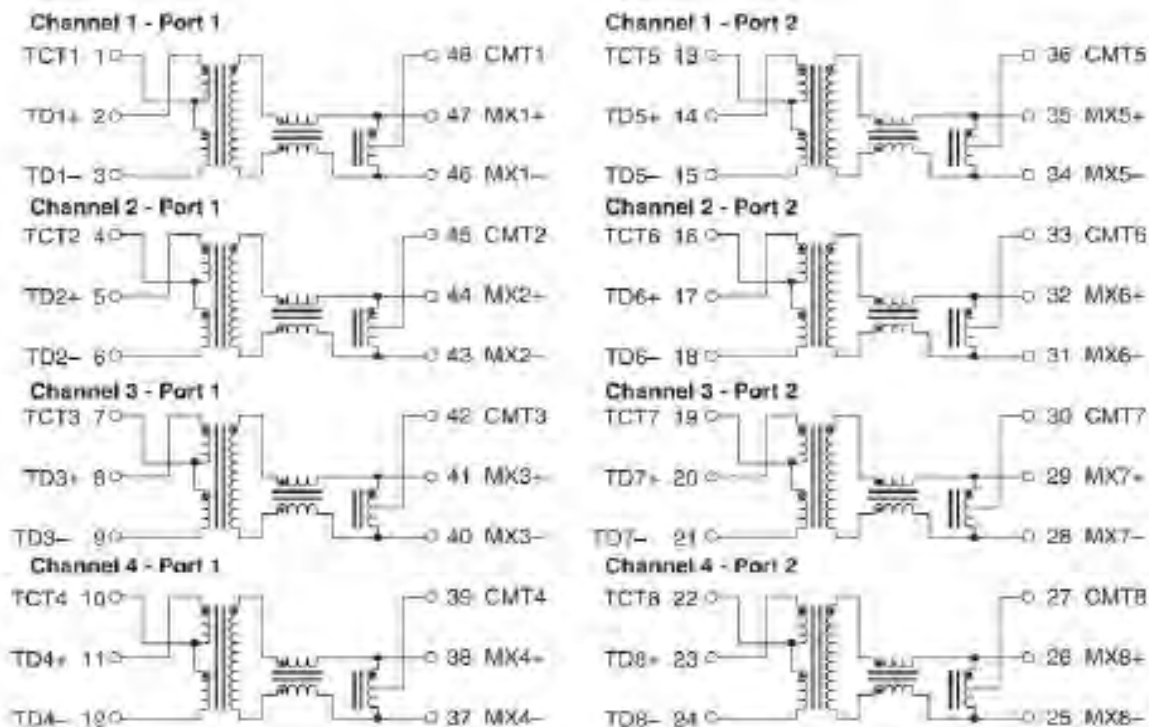 Channel 1 - Port 1
TCT1 1 48 CMT1
TD1+ 2 47 MX1+
TD1– 3 46 MX1–
Channel 2 - Port 1
TCT2 4 45 CMT2
TD2+ 5 44 MX2+
TD2– 6 43 MX2–
Channel 3 - Port 1
TCT3 7 42 CMT3
TD3+ 8 41 MX3+
TD3– 9 40 MX3–
Channel 4 - Port 1
TCT4 10 39 CMT4
TD4+ 11 38 MX4+
TD4– 12 37 MX4–
Channel 1 - Port 2
TCT5 13 36 CMT5
TD5+ 14 35 MX5+
TD5– 15 34 MX5–
Channel 2 - Port 2
TCT6 16 33 CMT6
TD6+ 17 32 MX6+
TD6– 18 31 MX6–
Channel 3 - Port 2
TCT7 19 30 CMT7
TD7+ 20 29 MX7+
TD7– 21 28 MX7–
Channel 4 - Port 2
TCT8 22 27 CMT8
TD8+ 23 26 MX8+
TD8– 24 25 MX8–